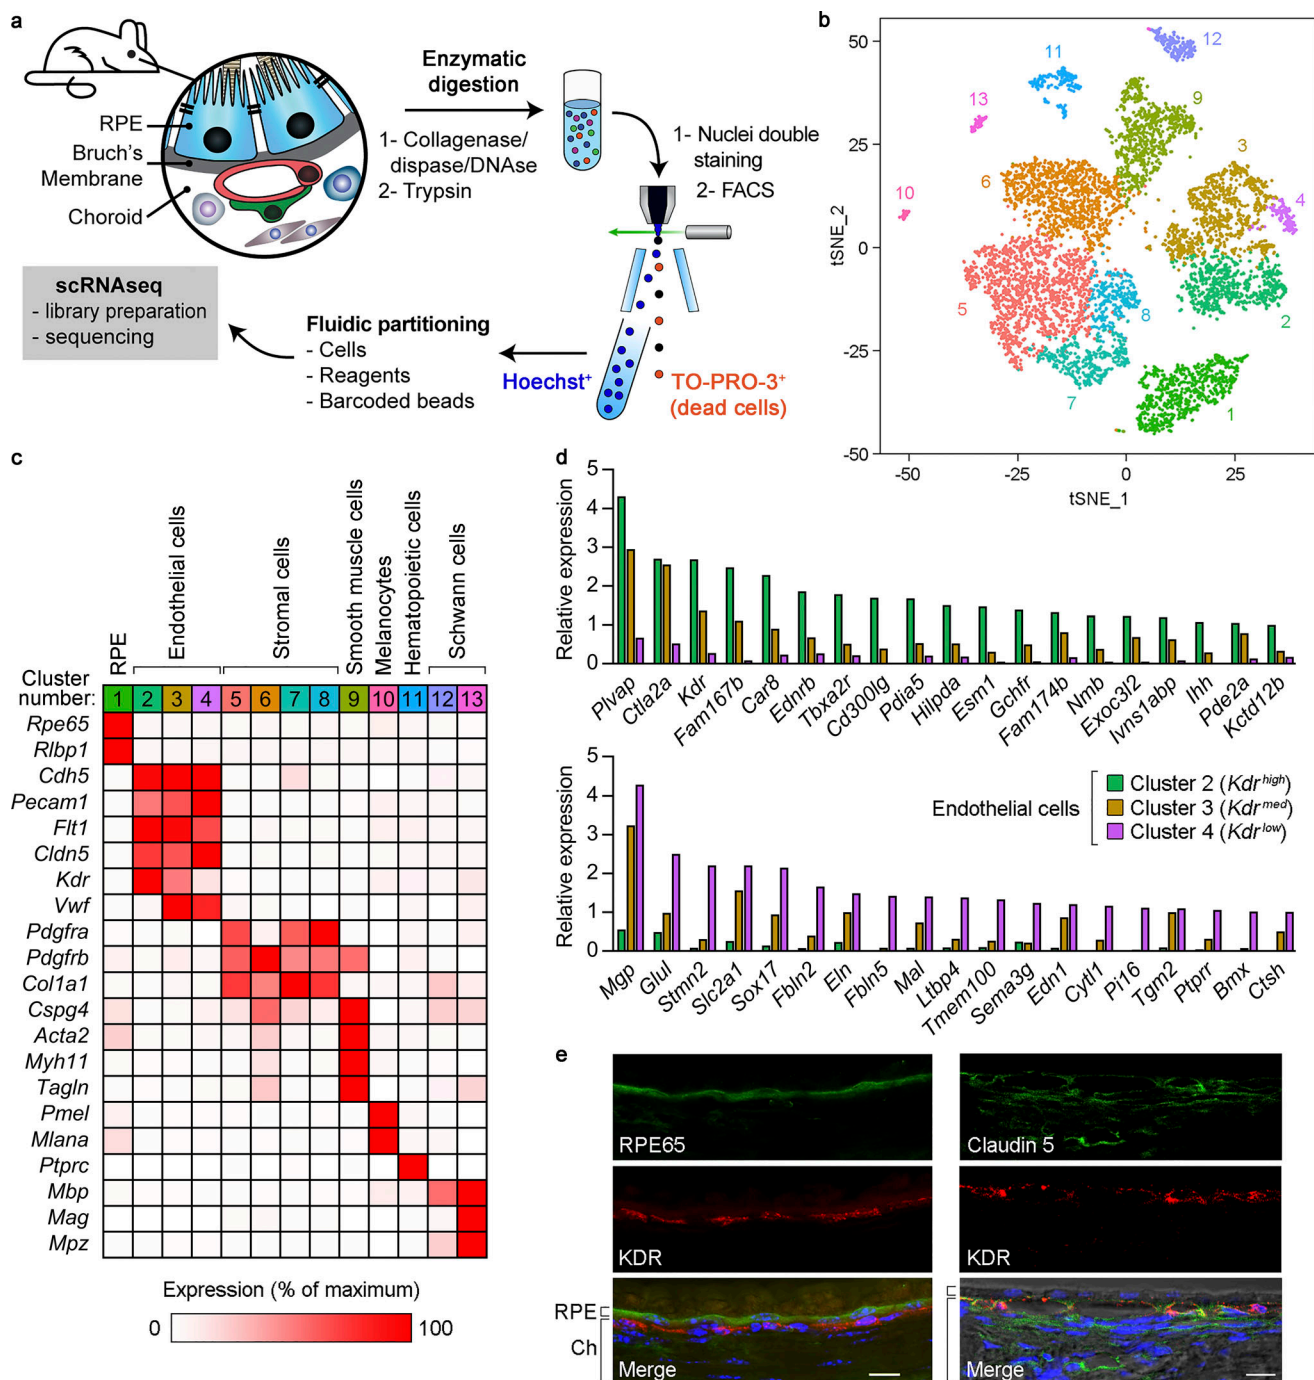 a
RPE
Bruch's
Membrane
Choroid
Enzymatic
digestion
1- Collagenase/
dispase/DNAse
2- Trypsin
1- Nuclei double
staining
2- FACS
Hoechst+
TO-PRO-3+
(dead cells)
Fluidic partitioning
- Cells
- Reagents
- Barcoded beads
scRNAseq
- library preparation
- sequencing
b
tSNE_2
50
25
0
-25
-50
-50
-25
0
25
tSNE_1
12
11
13
9
3
6
10
4
5
8
2
7
1
c
RPE
Endothelial cells
Stromal cells
Smooth muscle cells
Melanocytes
Hematopoietic cells
Schwann cells
Cluster
number:
1 2 3 4 5 6 7 8 9 10 11 12 13
Rpe65
Rlbp1
Cdh5
Pecam1
Flt1
Cldn5
Kdr
Vwf
Pdgfra
Pdgfrb
Col1a1
Cspg4
Acta2
Myh11
Tagln
Pmel
Mlana
Ptprc
Mbp
Mag
Mpz
Expression (% of maximum)
0
100
d
Relative expression
5
4
3
2
1
0
Plvap
Ctla2a
Kdr
Fam167b
Car8
Ednrb
Tbxa2r
Cd300lg
Pdia5
Hilpda
Esm1
Gchfr
Fam174b
Nmb
Exoc3l2
Ivns1abp
Ihh
Pde2a
Kctd12b
Relative expression
5
4
3
2
1
0
Endothelial cells
Cluster 2 (Kdrhigh)
Cluster 3 (Kdrmed)
Cluster 4 (Kdrlow)
Mgp
Glul
Stmn2
Slc2a1
Sox17
Fbln2
Eln
Fbln5
Mal
Ltbp4
Tmem100
Sema3g
Edn1
Cytl1
Pi16
Tgm2
Ptprr
Bmx
Ctsh
e
RPE65
Claudin 5
KDR
KDR
RPE
Ch
Merge
Merge